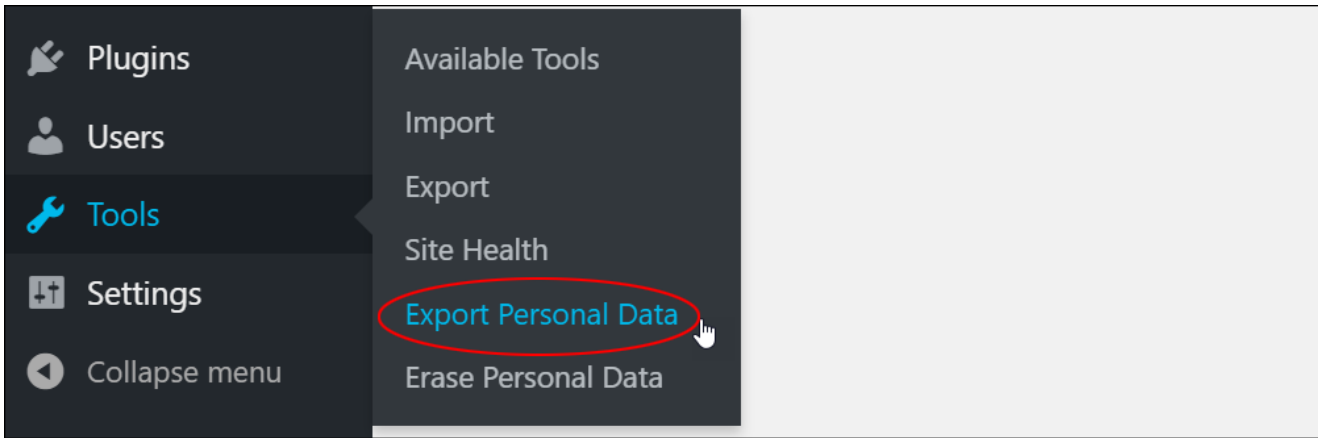 Plugins
Users
Tools
Settings
Collapse menu
Available Tools
Import
Export
Site Health
Export Personal Data
Erase Personal Data